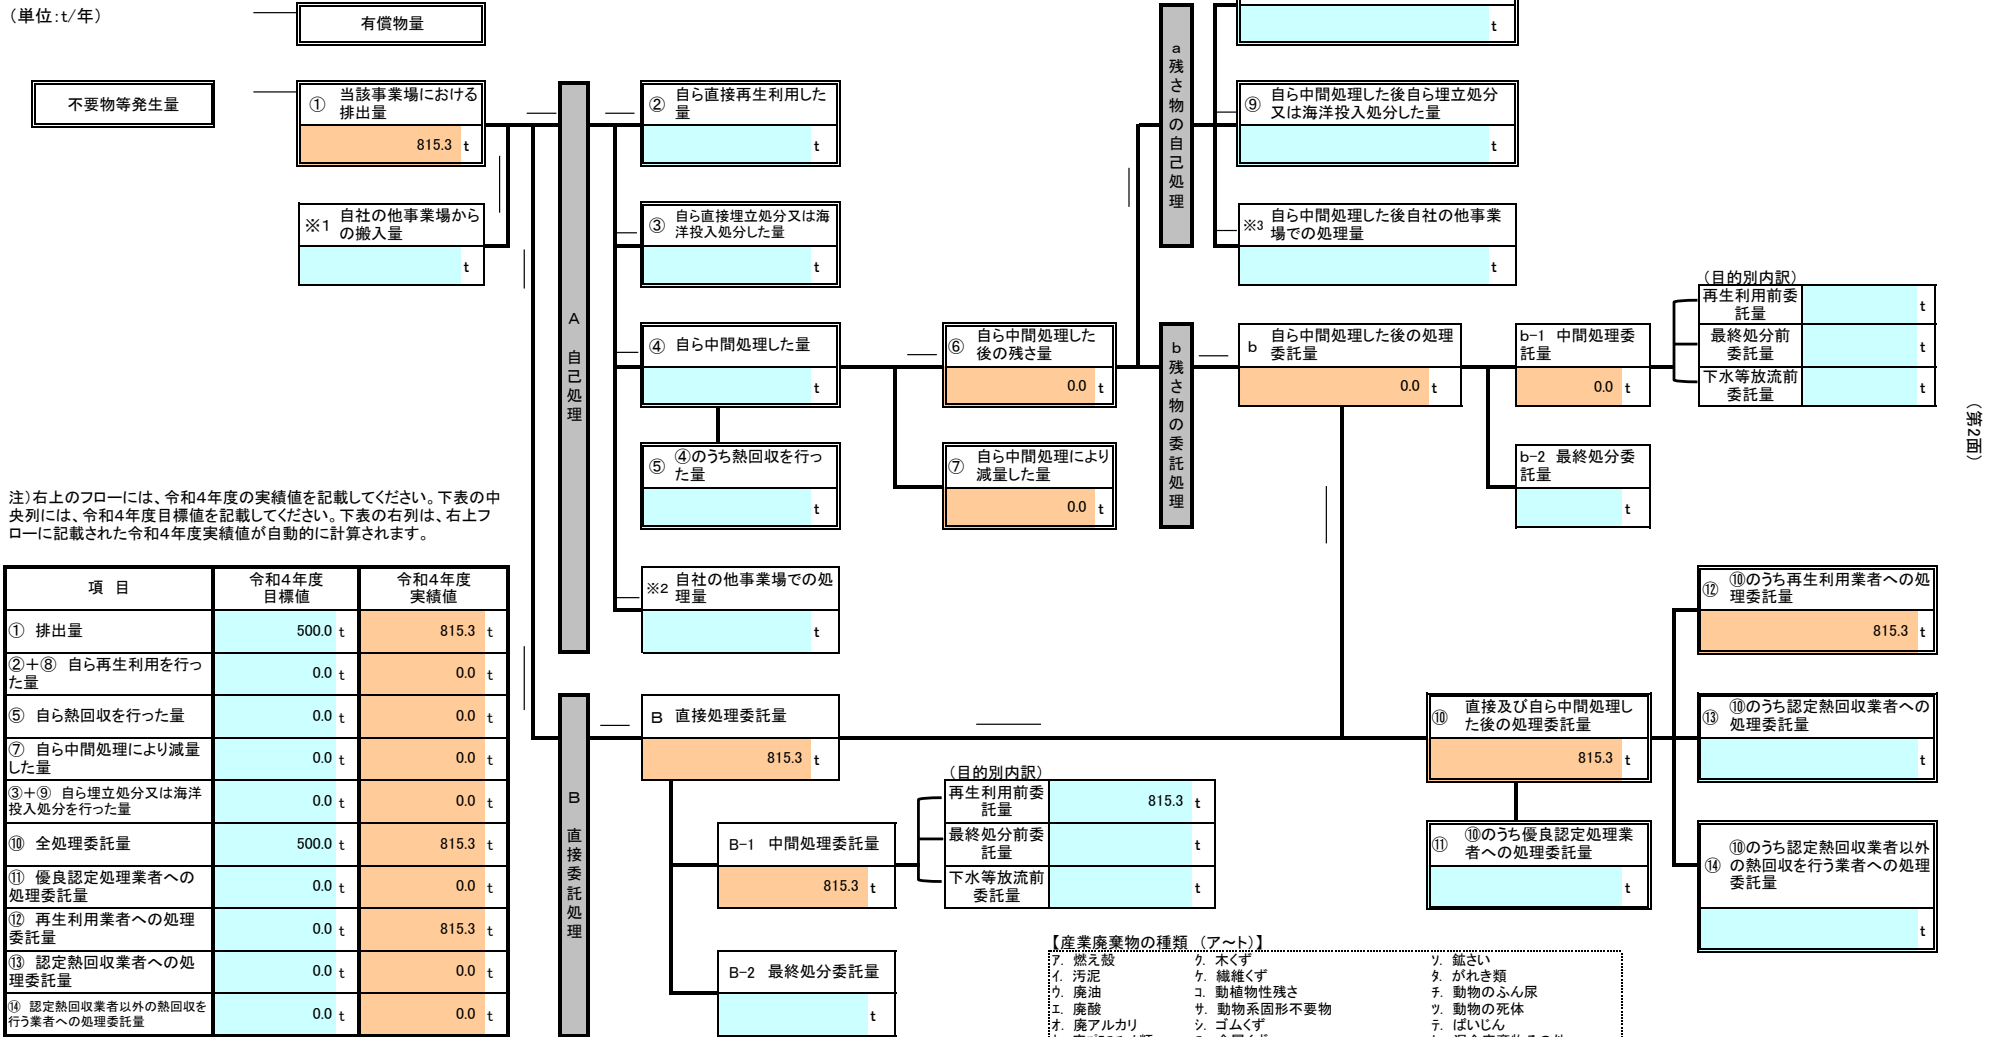 (単位:t/年)
有償物量
t
不要物等発生量
① 当該事業場における
排出量
815.3 t
※1 自社の他事業場から
の搬入量
t
A 自己処理
② 自ら直接再生利用した
量
t
③ 自ら直接埋立処分又は海
洋投入処分した量
t
④ 自ら中間処理した量
t
⑤ ④のうち熱回収を行っ
た量
t
※2 自社の他事業場での処
理量
t
⑥ 自ら中間処理した
後の残さ量
0.0 t
⑦ 自ら中間処理により
減量した量
0.0 t
a 残さ物の自己処理
⑨ 自ら中間処理した後自ら埋立処分
又は海洋投入処分した量
t
※3 自ら中間処理した後自社の他事業
場での処理量
t
b 残さ物の委託処理
b 自ら中間処理した後の処理
委託量
0.0 t
b-1 中間処理委
託量
0.0 t
b-2 最終処分委
託量
t
(目的別内訳)
再生利用前委
託量
t
最終処分前
委託量
t
下水等放流前
委託量
t
(第2面)
注)右上のフローには、令和4年度の実績値を記載してください。下表の中
央列には、令和4年度目標値を記載してください。下表の右列は、右上フ
ローに記載された令和4年度実績値が自動的に計算されます。
項 目
令和4年度
目標値
令和4年度
実績値
① 排出量 500.0 t 815.3 t
②+⑧ 自ら再生利用を行っ
た量
0.0 t 0.0 t
⑤ 自ら熱回収を行った量 0.0 t 0.0 t
⑦ 自ら中間処理により減量
した量
0.0 t 0.0 t
③+⑨ 自ら埋立処分又は海洋
投入処分を行った量
0.0 t 0.0 t
⑩ 全処理委託量 500.0 t 815.3 t
⑪ 優良認定処理業者への
処理委託量
0.0 t 0.0 t
⑫ 再生利用業者への処理
委託量
0.0 t 815.3 t
⑬ 認定熱回収業者への処
理委託量
0.0 t 0.0 t
⑭ 認定熱回収業者以外の熱回収を
行う業者への処理委託量
0.0 t 0.0 t
B 直接委託処理
B 直接処理委託量
815.3 t
B-1 中間処理委託量
815.3 t
B-2 最終処分委託量
t
(目的別内訳)
再生利用前委
託量
815.3 t
最終処分前委
託量
t
下水等放流前
委託量
t
⑩ 直接及び自ら中間処理し
た後の処理委託量
815.3 t
⑪ ⑩のうち優良認定処理業
者への処理委託量
t
⑫ ⑩のうち再生利用業者への処
理委託量
815.3 t
⑬ ⑩のうち認定熱回収業者への
処理委託量
t
⑭ ⑩のうち認定熱回収業者以外
の熱回収を行う業者への処理
委託量
t
【産業廃棄物の種類 (ア~ト)】
ア. 燃え殻 ク. 木くず ソ. 鉱さい
イ. 汚泥 ケ. 繊維くず タ. がれき類
ウ. 廃油 コ. 動植物性残さ チ. 動物のふん尿
エ. 廃酸 サ. 動物系固形不要物 ツ. 動物の死体
オ. 廃アルカリ シ. ゴムくず テ. ばいじん